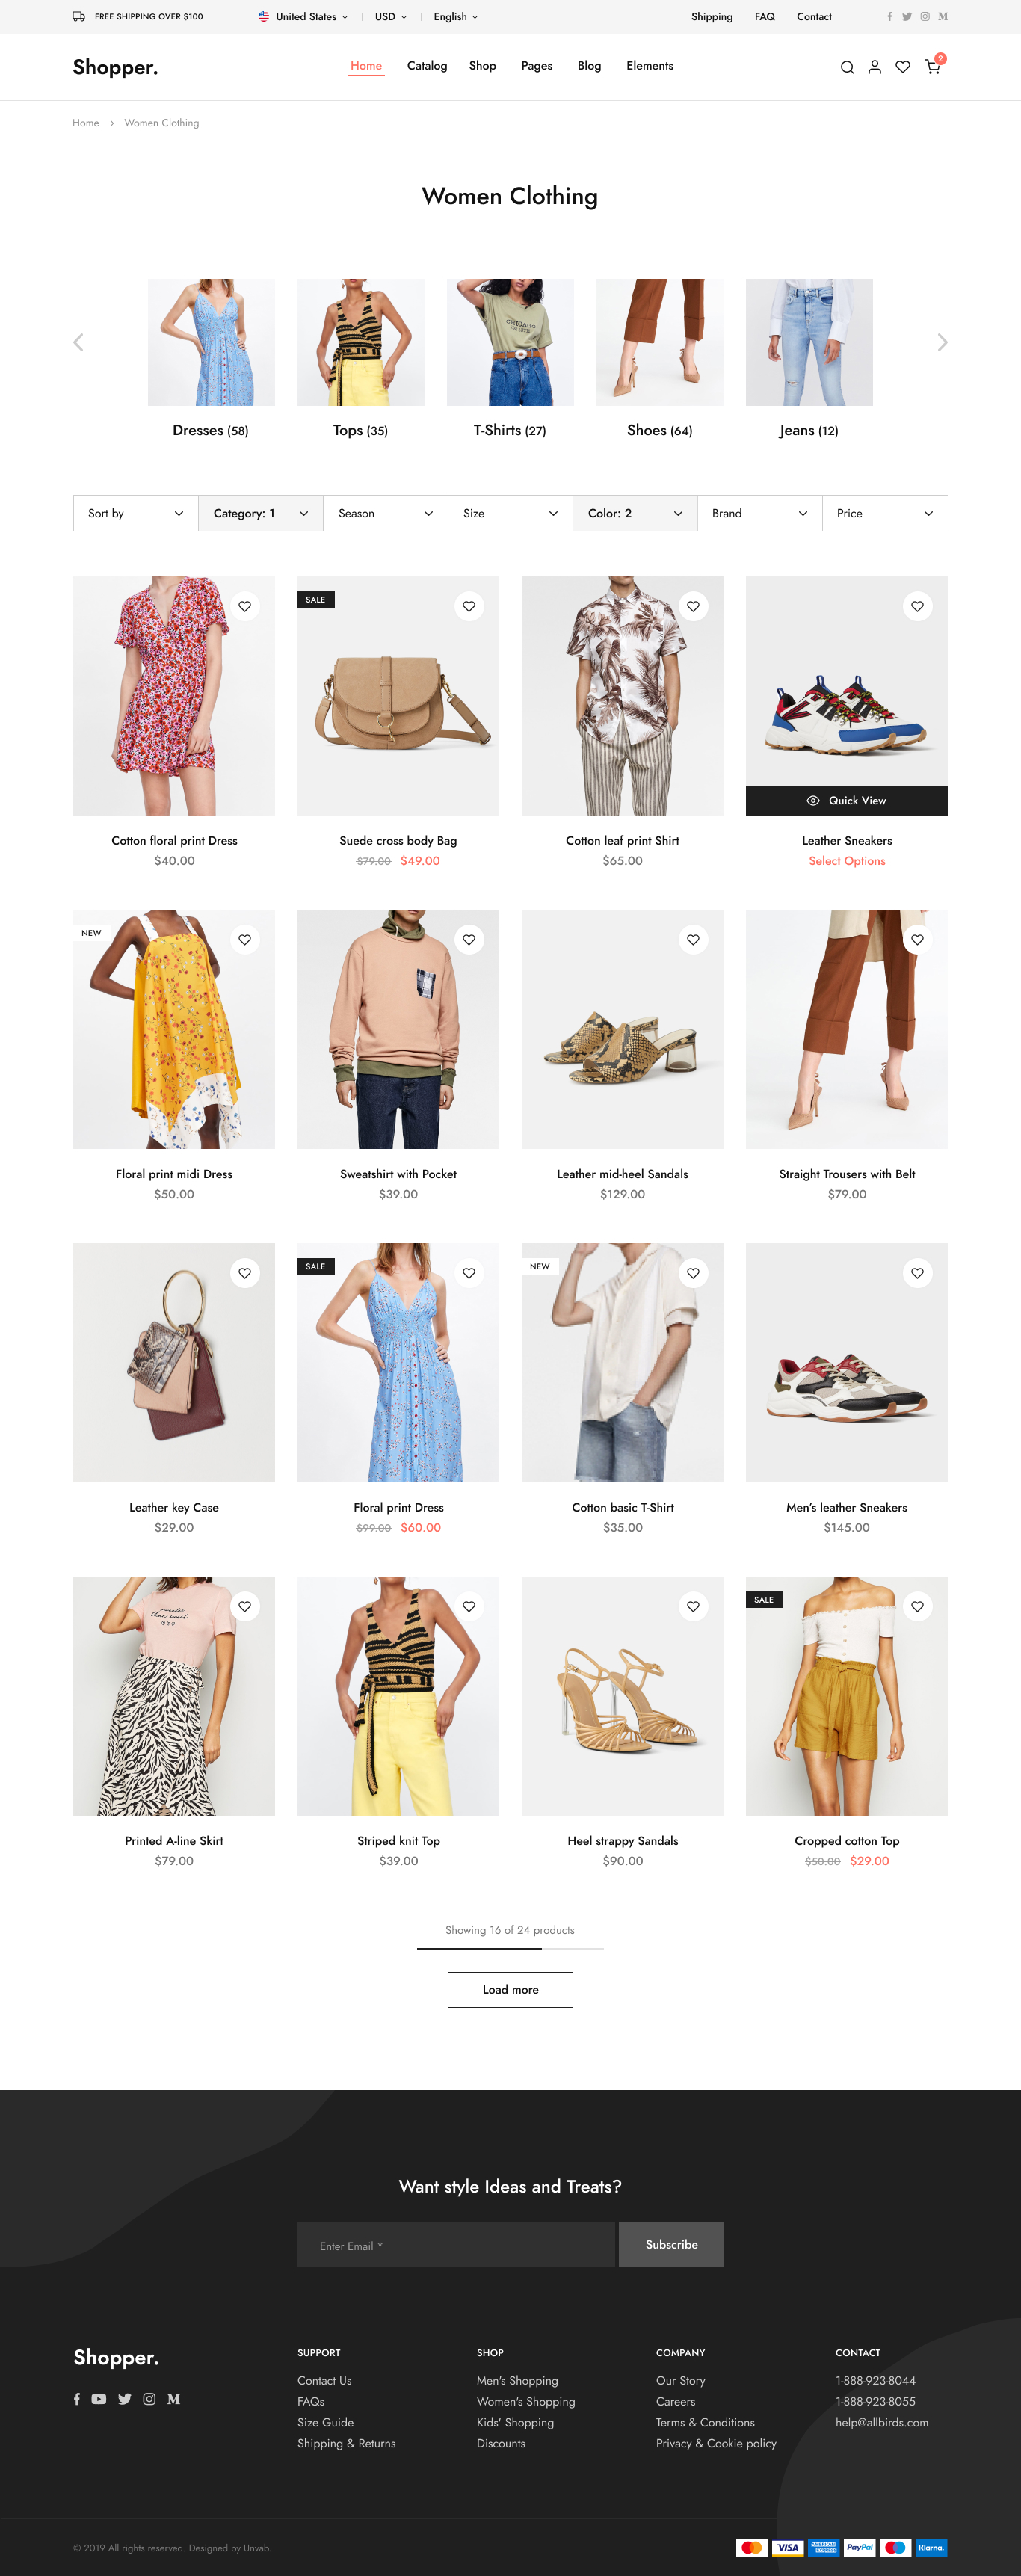 FREE SHIPPING OVER $100
United States
USD
English
Shipping
FAQ
Contact
Shopper.
Home
Catalog
Shop
Pages
Blog
Elements
2
Home
Women Clothing
Women Clothing
CHICAGO
Dresses (58)
Tops (35)
T-Shirts (27)
Shoes (64)
Jeans (12)
Sort by
Category: 1
Season
Size
Color: 2
Brand
Price
SALE
Quick View
Cotton floral print Dress
$40.00
Suede cross body Bag
$79.00 $49.00
Cotton leaf print Shirt
$65.00
Leather Sneakers
Select Options
NEW
Floral print midi Dress
$50.00
Sweatshirt with Pocket
$39.00
Leather mid-heel Sandals
$129.00
Straight Trousers with Belt
$79.00
SALE
NEW
Leather key Case
$29.00
Floral print Dress
$99.00 $60.00
Cotton basic T-Shirt
$35.00
Men's leather Sneakers
$145.00
sweeter
than sweet
SALE
Printed A-line Skirt
$79.00
Striped knit Top
$39.00
Heel strappy Sandals
$90.00
Cropped cotton Top
$50.00 $29.00
Showing 16 of 24 products
Load more
Want style Ideas and Treats?
Enter Email *
Subscribe
Shopper.
SUPPORT
Contact Us
FAQs
Size Guide
Shipping & Returns
SHOP
Men's Shopping
Women's Shopping
Kids' Shopping
Discounts
COMPANY
Our Story
Careers
Terms & Conditions
Privacy & Cookie policy
CONTACT
1-888-923-8044
1-888-923-8055
help@allbirds.com
© 2019 All rights reserved. Designed by Unvab.
VISA
AMERICAN EXPRESS
PayPal
Klarna.